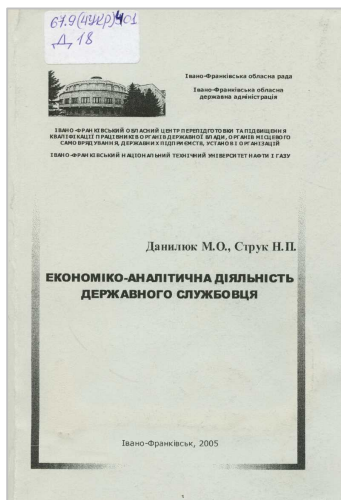 67.9(4УКР)401
Д 18
Івано-Франківська обласна рада
Івано-Франківська обласна
державна адміністрація
ІВАНО-ФРАНКІВСЬКИЙ ОБЛАСНИЙ ЦЕНТР ПЕРЕПІДГОТОВКИ ТА ПІДВИЩЕННЯ
КВАЛІФІКАЦІЇ ПРАЦІВНИКІВ ОРГАНІВ ДЕРЖАВНОЇ ВЛАДИ, ОРГАНІВ МІСЦЕВОГО
САМОВРЯДУВАННЯ, ДЕРЖАВНИХ ПІДПРИЄМСТВ, УСТАНОВ І ОРГАНІЗАЦІЙ
ІВАНО-ФРАНКІВСЬКИЙ НАЦІОНАЛЬНИЙ ТЕХНІЧНИЙ УНІВЕРСИТЕТ НАФТИ І ГАЗУ
Данилюк М.О., Струк Н.П.
ЕКОНОМІКО-АНАЛІТИЧНА ДІЯЛЬНІСТЬ
ДЕРЖАВНОГО СЛУЖБОВЦЯ
Івано-Франківськ, 2005